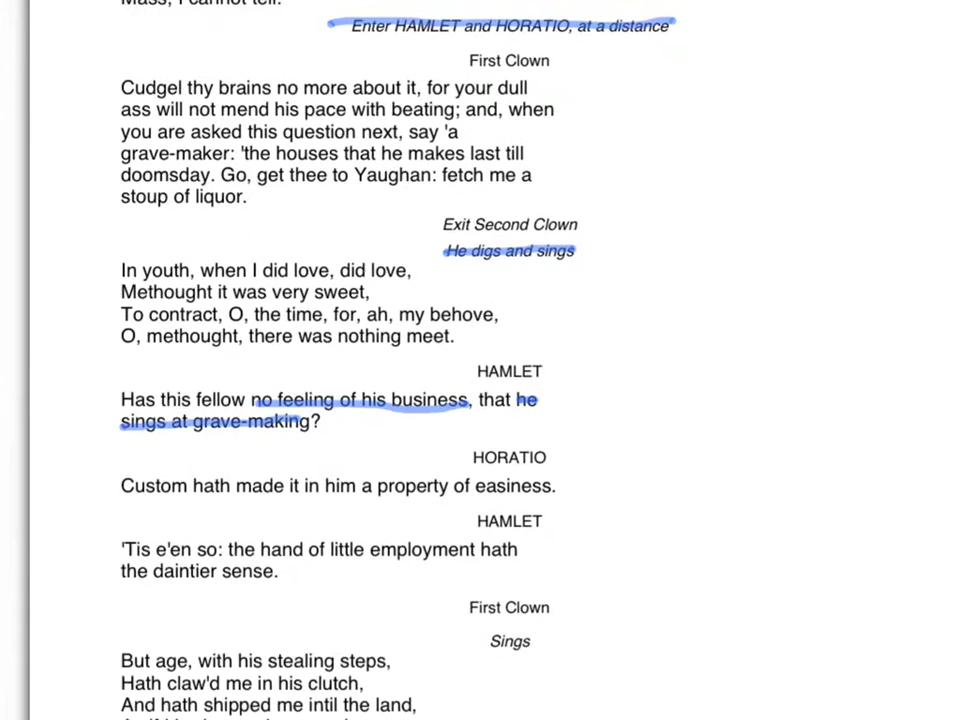 Mass, I cannot tell.
Enter HAMLET and HORATIO, at a distance
First Clown
Cudgel thy brains no more about it, for your dull
ass will not mend his pace with beating; and, when
you are asked this question next, say 'a
grave-maker: 'the houses that he makes last till
doomsday. Go, get thee to Yaughan: fetch me a
stoup of liquor.
Exit Second Clown
He digs and sings
In youth, when I did love, did love,
Methought it was very sweet,
To contract, O, the time, for, ah, my behove,
O, methought, there was nothing meet.
HAMLET
Has this fellow no feeling of his business, that he
sings at grave-making?
HORATIO
Custom hath made it in him a property of easiness.
HAMLET
'Tis e'en so: the hand of little employment hath
the daintier sense.
First Clown
Sings
But age, with his stealing steps,
Hath claw'd me in his clutch,
And hath shipped me intil the land,